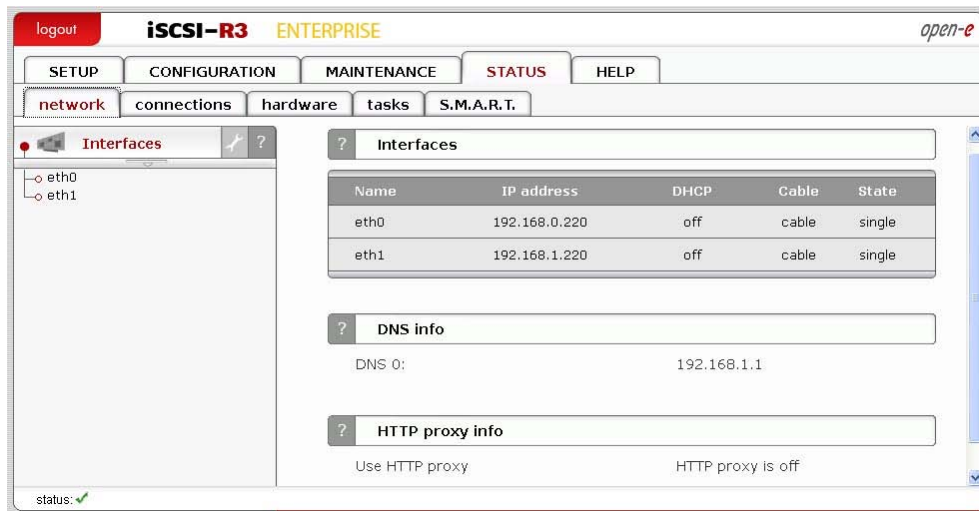 logout iSCSI-R3 ENTERPRISE open-e
SETUP CONFIGURATION MAINTENANCE STATUS HELP
network connections hardware tasks S.M.A.R.T.
Interfaces ?
eth0
eth1
? Interfaces
Name IP address DHCP Cable State
eth0 192.168.0.220 off cable single
eth1 192.168.1.220 off cable single
? DNS info
DNS 0: 192.168.1.1
? HTTP proxy info
Use HTTP proxy HTTP proxy is off
status: